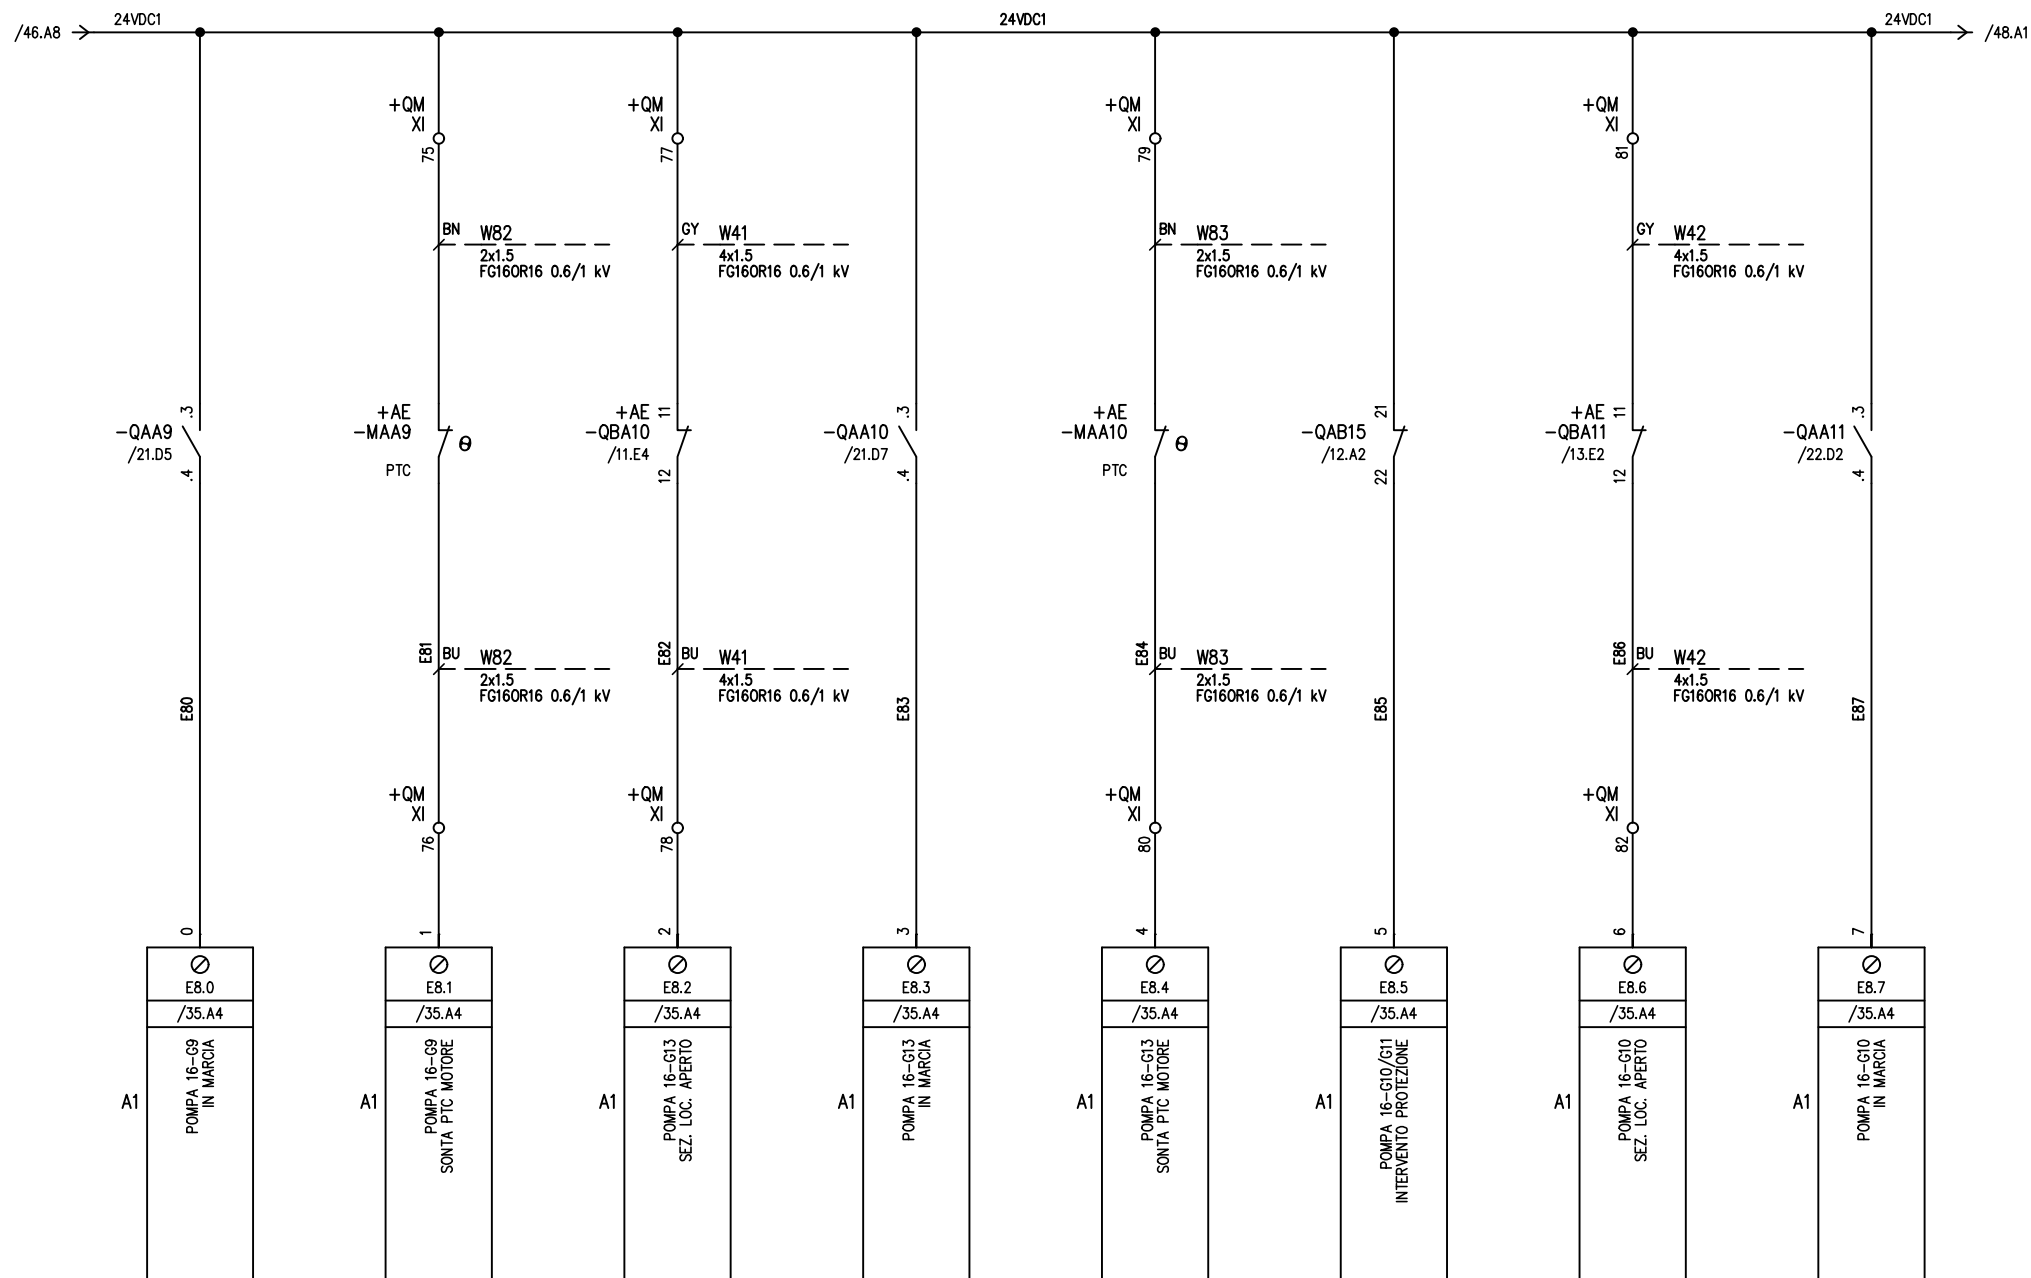 24VDC1
24VDC1
24VDC1
/46.A8
/48.A1
+QM
XI
75
+QM
XI
77
+QM
XI
79
+QM
XI
81
BN
W82
2x1.5
FG16OR16 0.6/1 kV
GY
W41
4x1.5
FG16OR16 0.6/1 kV
BN
W83
2x1.5
FG16OR16 0.6/1 kV
GY
W42
4x1.5
FG16OR16 0.6/1 kV
.3
-QAA9
/21.D5
.4
+AE
-MAA9
θ
PTC
+AE
11
-QBA10
/11.E4
12
.3
-QAA10
/21.D7
.4
+AE
-MAA10
θ
PTC
21
-QAB15
/12.A2
22
+AE
11
-QBA11
/13.E2
12
.3
-QAA11
/22.D2
.4
E80
E81
BU
W82
2x1.5
FG16OR16 0.6/1 kV
E82
BU
W41
4x1.5
FG16OR16 0.6/1 kV
E83
E84
BU
W83
2x1.5
FG16OR16 0.6/1 kV
E85
E86
BU
W42
4x1.5
FG16OR16 0.6/1 kV
E87
+QM
XI
76
+QM
XI
78
+QM
XI
80
+QM
XI
82
0
E8.0
/35.A4
A1
POMPA 16-G9
IN MARCIA
1
E8.1
/35.A4
A1
POMPA 16-G9
SONTA PTC MOTORE
2
E8.2
/35.A4
A1
POMPA 16-G13
SEZ. LOC. APERTO
3
E8.3
/35.A4
A1
POMPA 16-G13
IN MARCIA
4
E8.4
/35.A4
A1
POMPA 16-G13
SONTA PTC MOTORE
5
E8.5
/35.A4
A1
POMPA 16-G10/G11
INTERVENTO PROTEZIONE
6
E8.6
/35.A4
A1
POMPA 16-G10
SEZ. LOC. APERTO
7
E8.7
/35.A4
A1
POMPA 16-G10
IN MARCIA